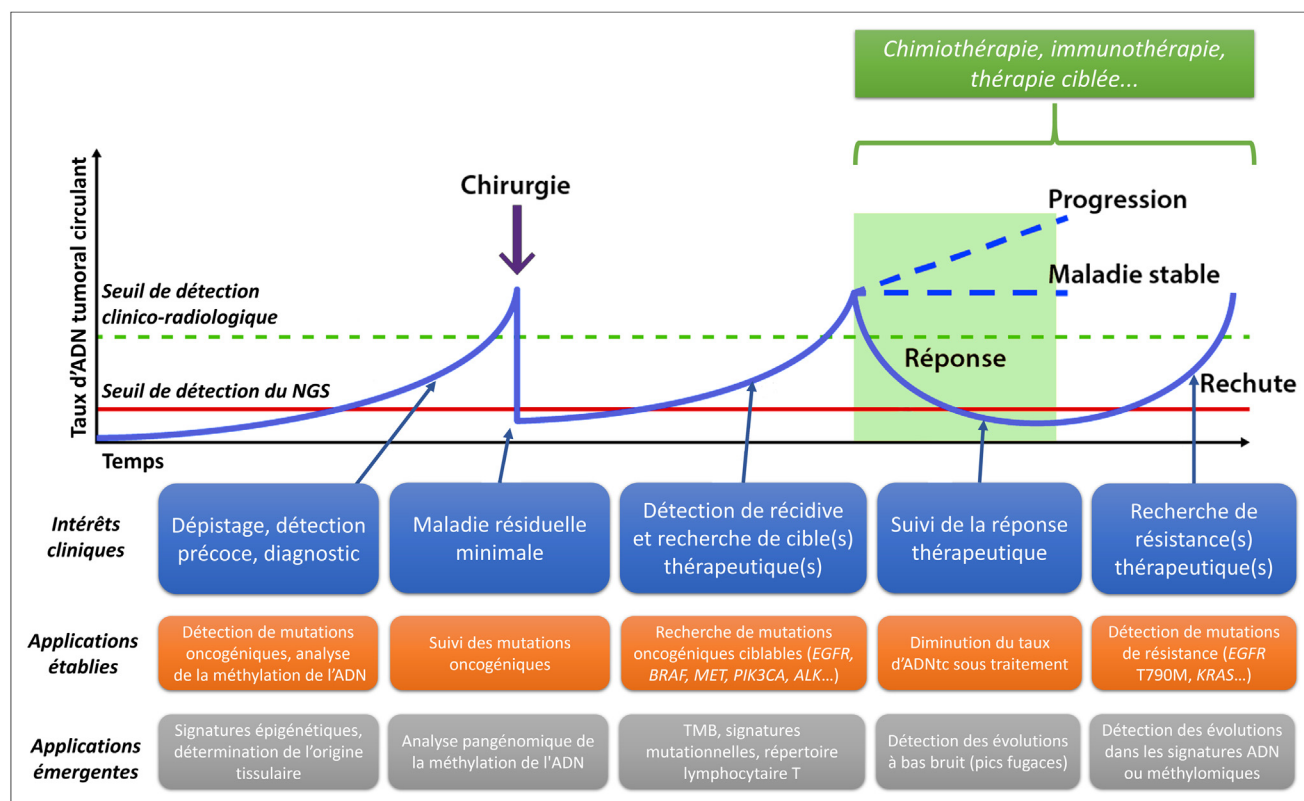 Chimiothérapie, immunothérapie,
thérapie ciblée...
Taux d’ADN tumoral circulant
Chirurgie
Progression
Maladie stable
Seuil de détection
clinico-radiologique
Réponse
Seuil de détection du NGS
Rechute
Temps
Intérêts
cliniques
Dépistage, détection
précoce, diagnostic
Maladie résiduelle
minimale
Détection de récidive
et recherche de cible(s)
thérapeutique(s)
Suivi de la réponse
thérapeutique
Recherche de
résistance(s)
thérapeutique(s)
Applications
établies
Détection de mutations
oncogéniques, analyse
de la méthylation de l’ADN
Suivi des mutations
oncogéniques
Recherche de mutations
oncogéniques ciblables (EGFR,
BRAF, MET, PIK3CA, ALK...)
Diminution du taux
d’ADNtc sous traitement
Détection de mutations
de résistance (EGFR
T790M, KRAS...)
Applications
émergentes
Signatures épigénétiques,
détermination de l’origine
tissulaire
Analyse pangénomique de
la méthylation de l'ADN
TMB, signatures
mutationnelles, répertoire
lymphocytaire T
Détection des évolutions
à bas bruit (pics fugaces)
Détection des évolutions
dans les signatures ADN
ou méthylomiques